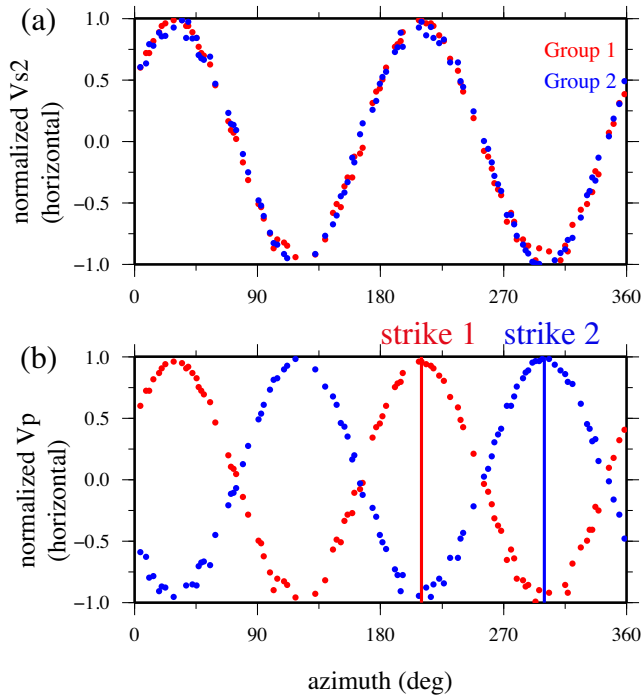 (a)
normalized Vs2
(horizontal)
1.0
0.5
0.0
−0.5
−1.0
Group 1
Group 2
0
90
180
270
360
strike 1
strike 2
(b)
normalized Vp
(horizontal)
1.0
0.5
0.0
−0.5
−1.0
0
90
180
270
360
azimuth (deg)